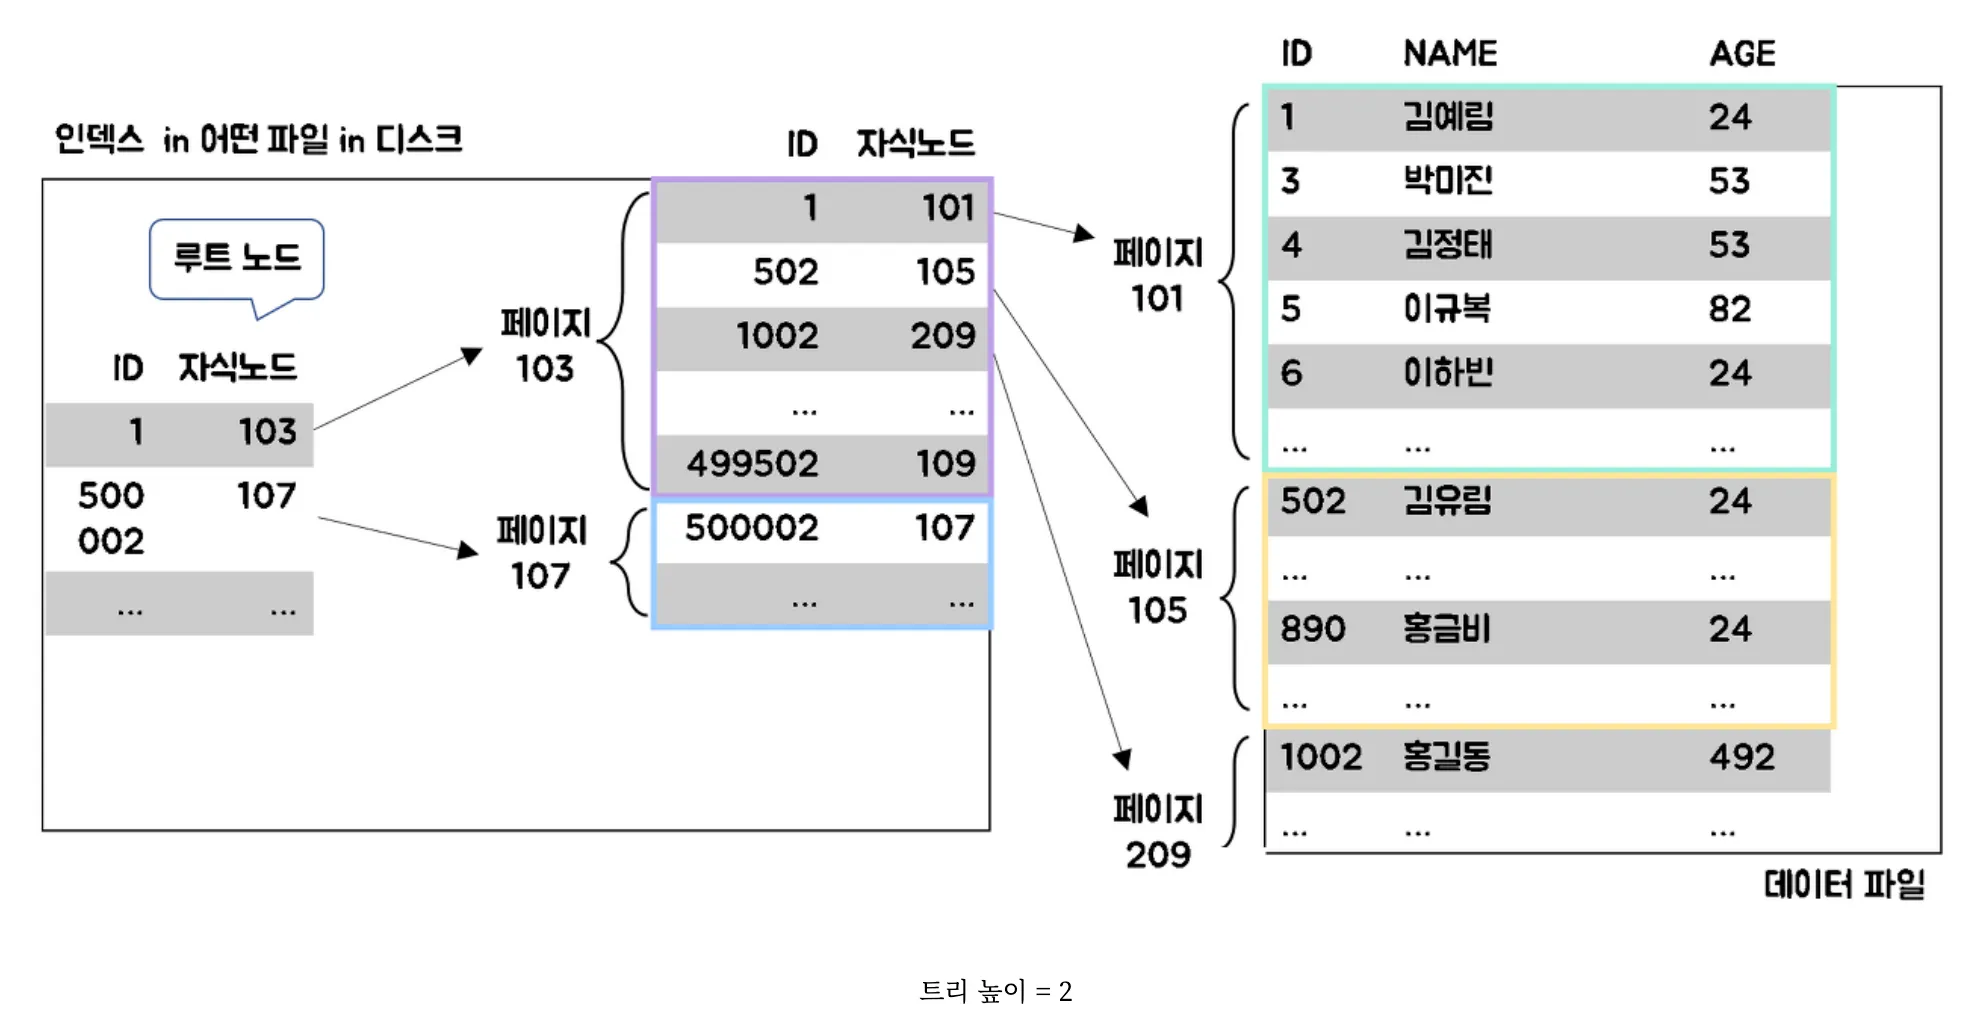 인덱스 in 어떤 파일 in 디스크
루트 노드
ID 자식노드
1 103
500 107
002
... ...
페이지
103
페이지
107
ID 자식노드
1 101
502 105
1002 209
... ...
499502 109
500002 107
... ...
페이지
101
페이지
105
페이지
209
ID NAME AGE
1 김예림 24
3 박미진 53
4 김정태 53
5 이규복 82
6 이하빈 24
... ... ...
502 김유림 24
... ... ...
890 홍금비 24
... ... ...
1002 홍길동 492
... ... ...
데이터 파일
트리 높이 = 2